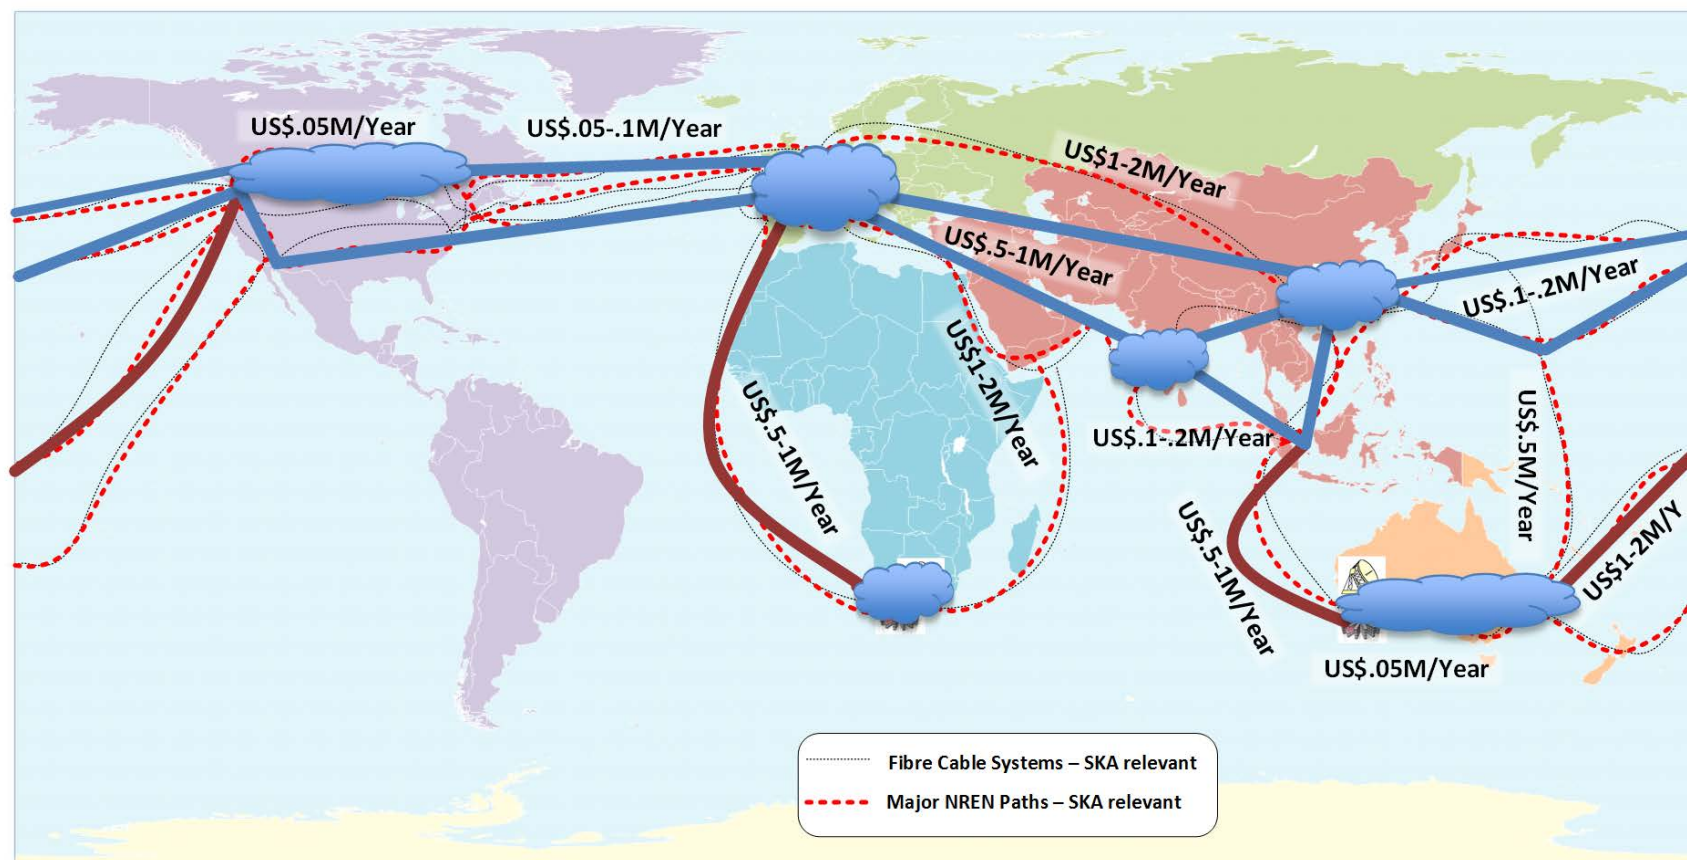 US$.05M/Year
US$.05-.1M/Year
US$1-2M/Year
US$.5-1M/Year
US$.1-.2M/Year
US$1-2M/Year
US$.5-1M/Year
US$.1-.2M/Year
US$.5M/Year
US$.5-1M/Year
US$1-2M/Y
US$.05M/Year
Fibre Cable Systems – SKA relevant
Major NREN Paths – SKA relevant